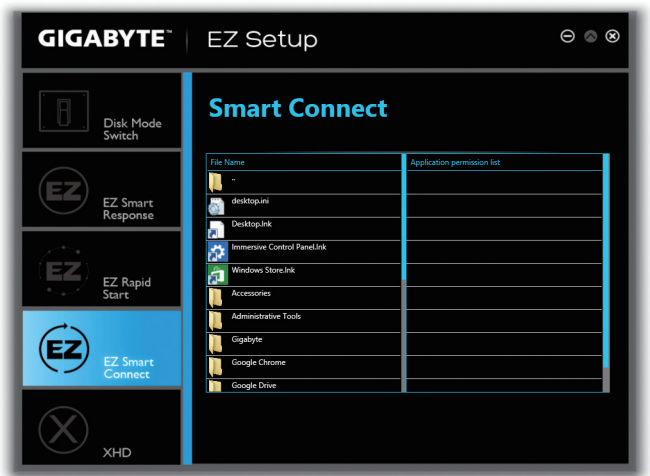 GIGABYTE™ EZ Setup
Disk Mode
Switch
EZ
EZ Smart
Response
EZ
EZ Rapid
Start
EZ
EZ Smart
Connect
X
XHD
Smart Connect
File Name Application permission list
..
desktop.ini
Desktop.lnk
Immersive Control Panel.lnk
Windows Store.lnk
Accessories
Administrative Tools
Gigabyte
Google Chrome
Google Drive